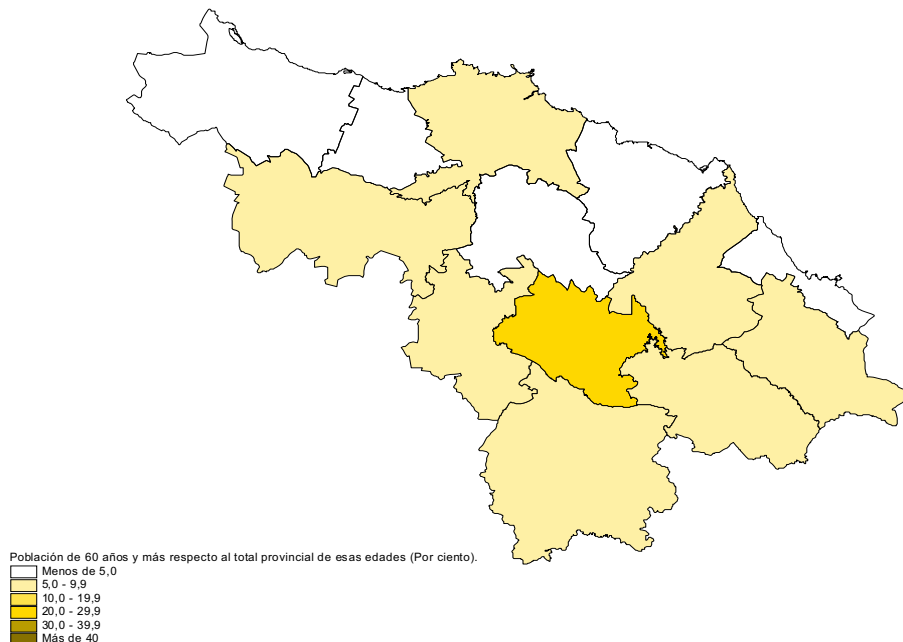 Población de 60 años y más respecto al total provincial de esas edades (Por ciento).
Menos de 5,0
5,0 - 9,9
10,0 - 19,9
20,0 - 29,9
30,0 - 39,9
Más de 40